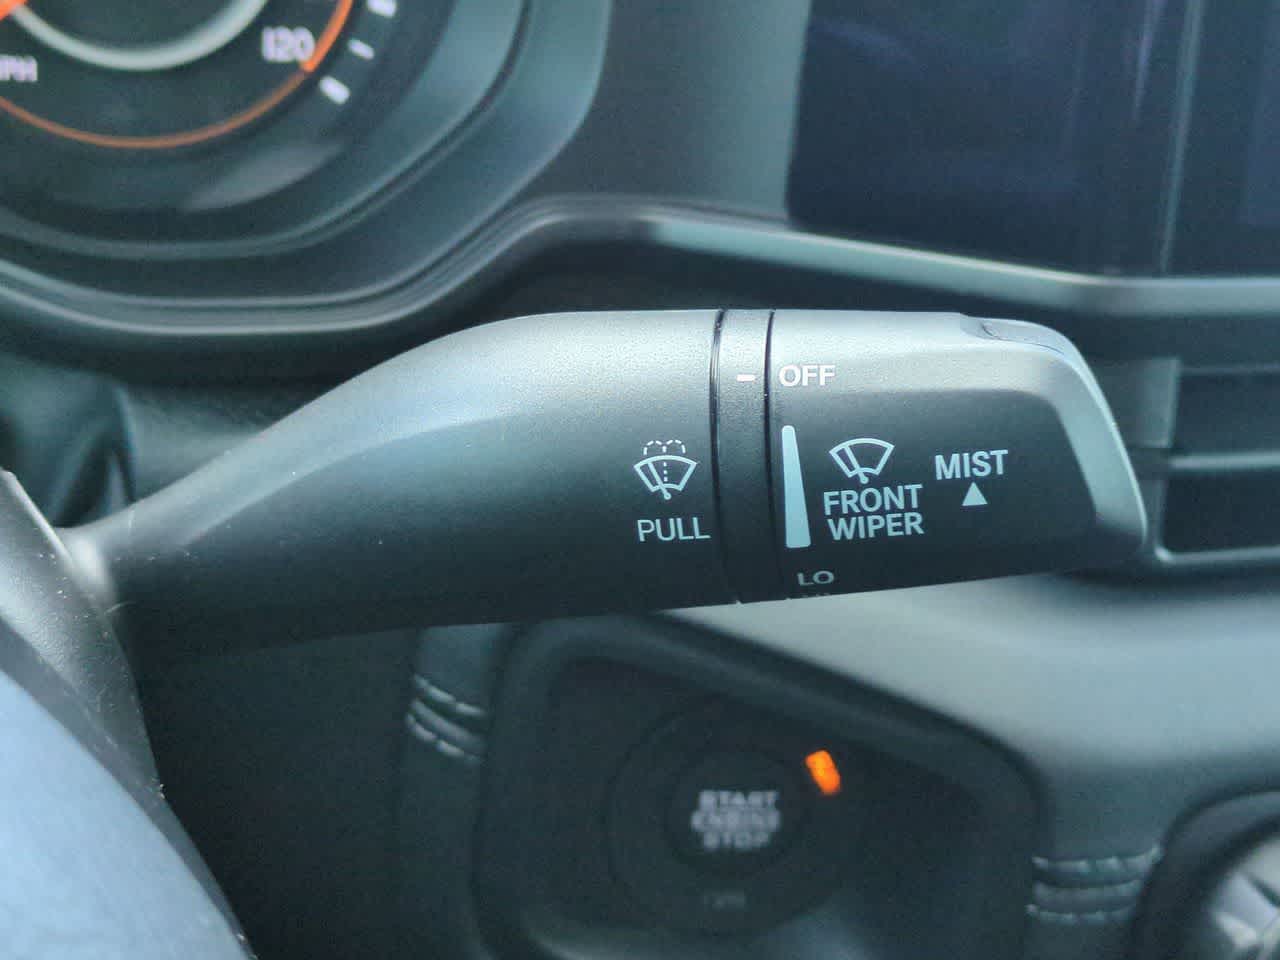 120
OFF
MIST
FRONT
WIPER
PULL
LO
START
ENGINE
STOP